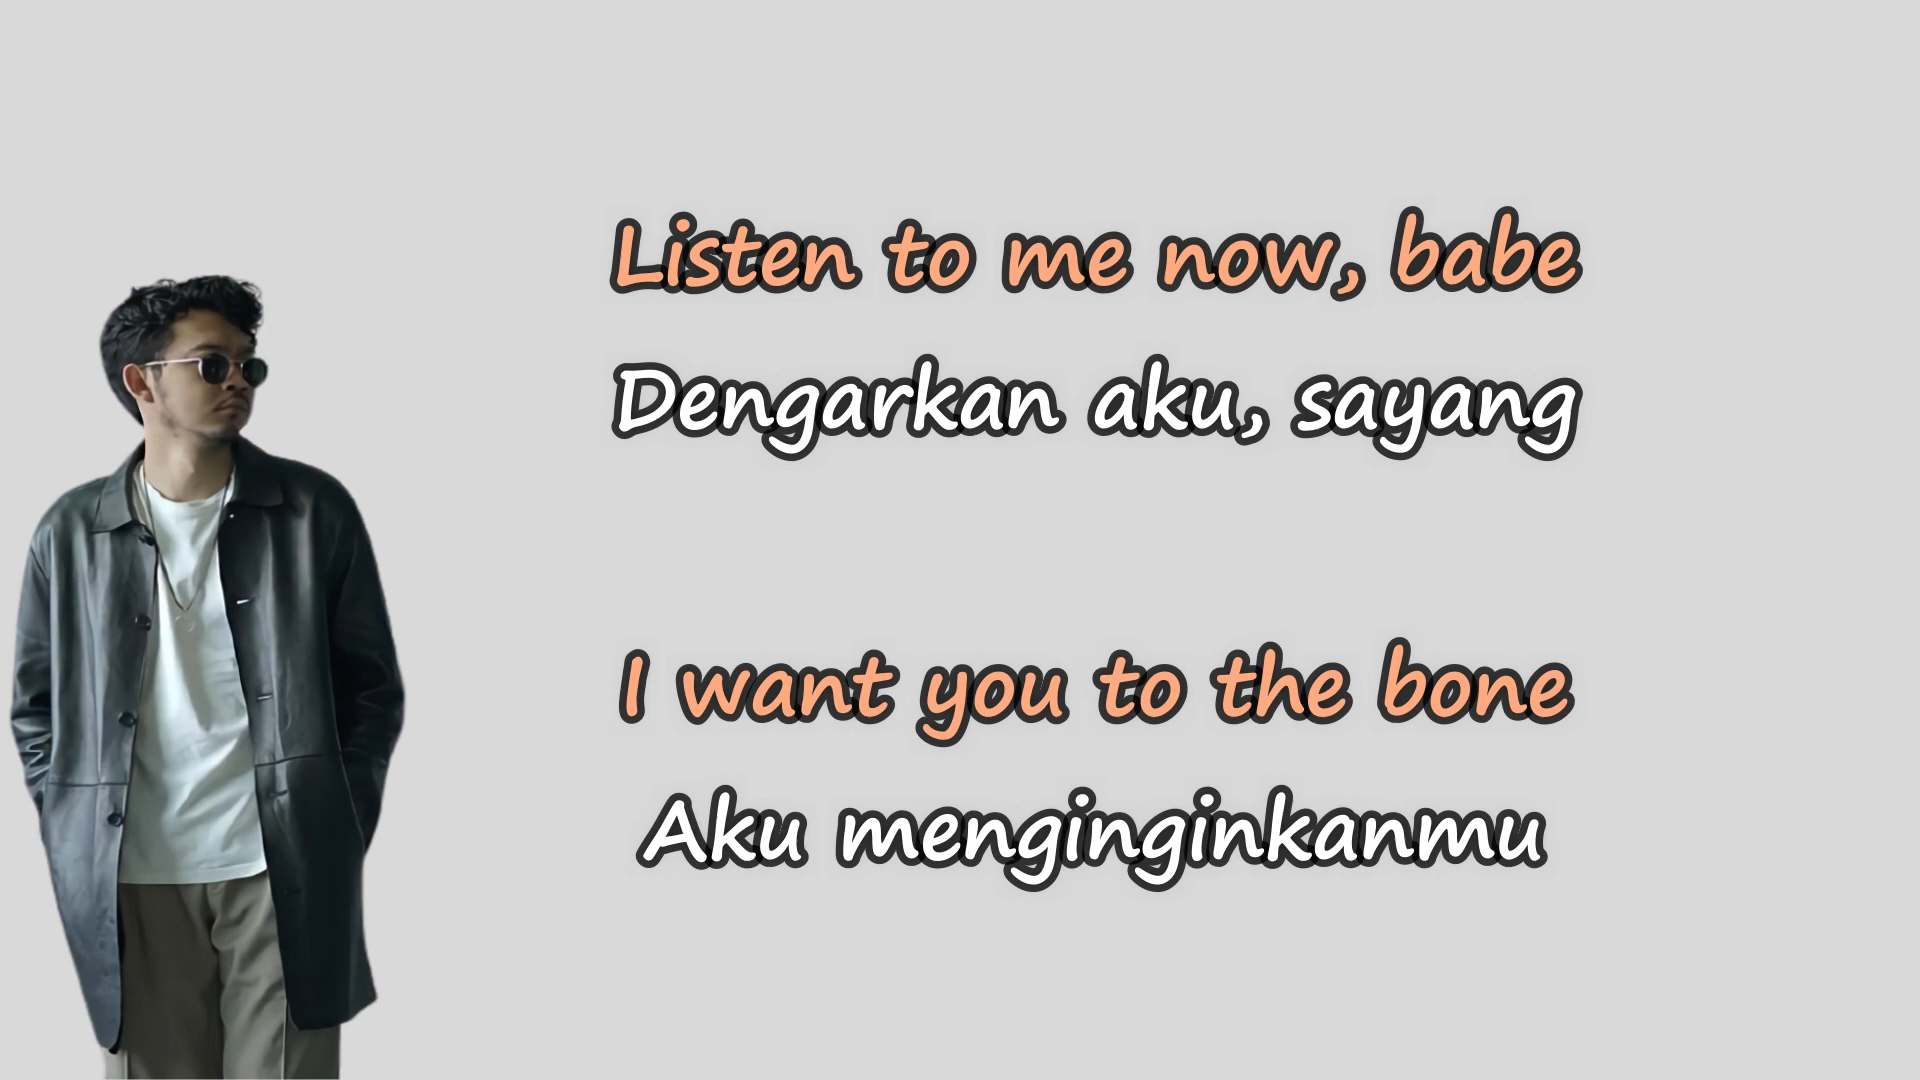 Listen to me now, babe
Dengarkan aku, sayang
I want you to the bone
Aku menginginkanmu